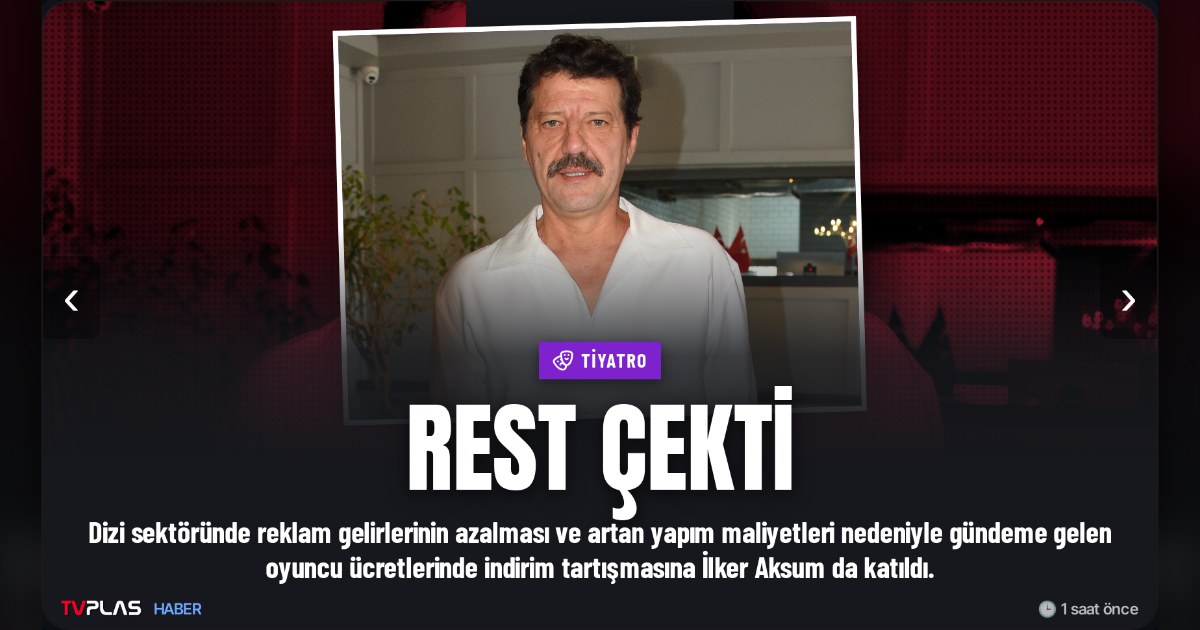 TİYATRO
REST ÇEKTİ
Dizi sektöründe reklam gelirlerinin azalması ve artan yapım maliyetleri nedeniyle gündeme gelen
oyuncu ücretlerinde indirim tartışmasına İlker Aksum da katıldı.
TVPLAS HABER
1 saat önce